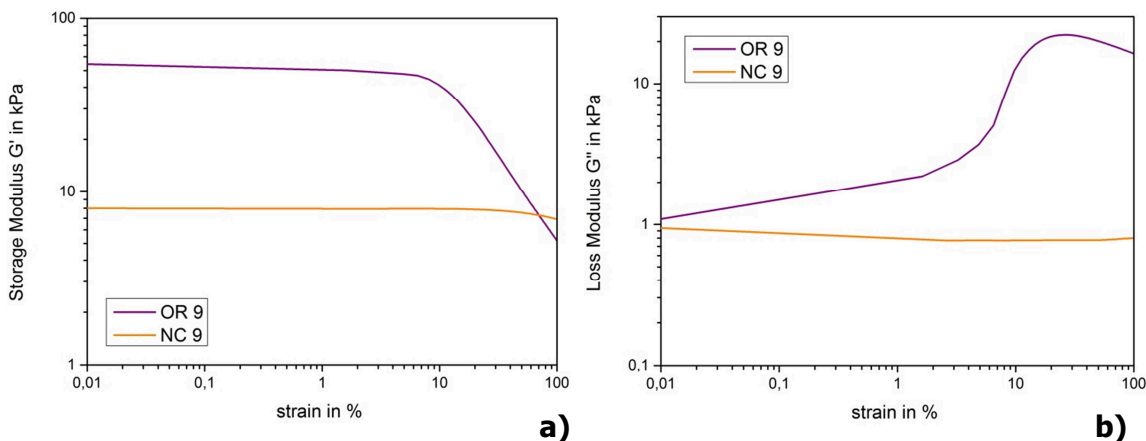 Storage Modulus G' in kPa
100
10
1
OR 9
NC 9
0,01
0,1
1
10
100
strain in %
a)
Loss Modulus G'' in kPa
10
1
0,1
OR 9
NC 9
0,01
0,1
1
10
100
strain in %
b)